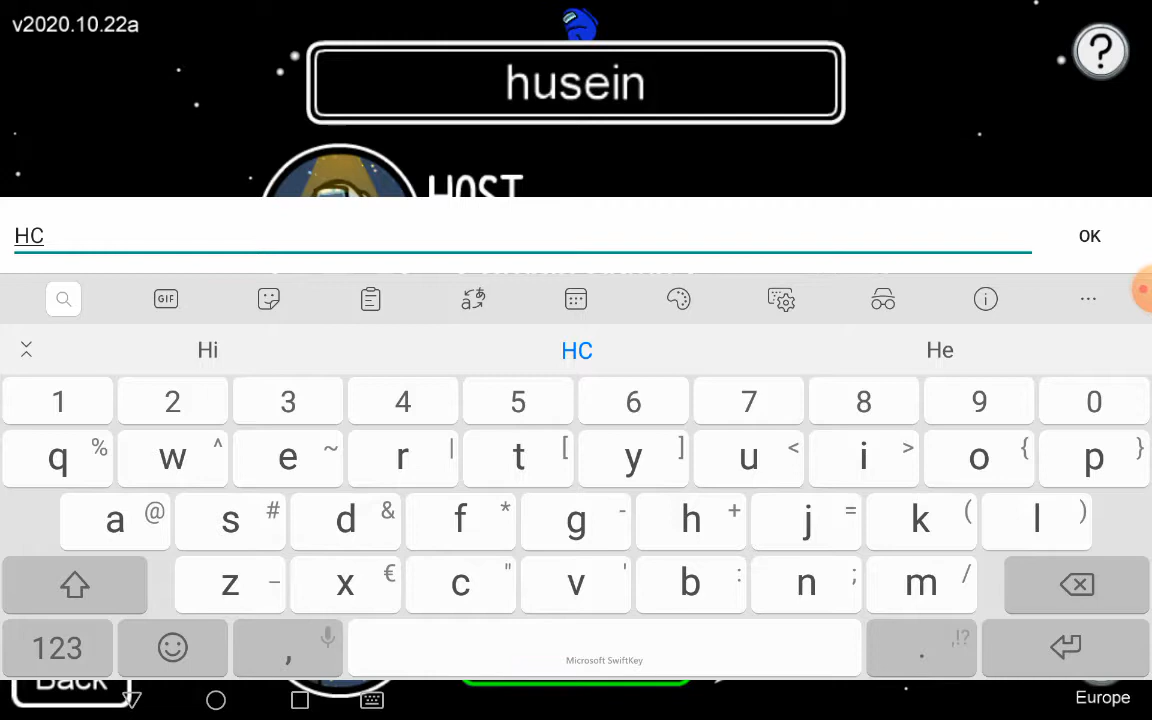 v2020.10.22a
husein
?
HOST
HC
OK
GIF
Hi HC He
1 2 3 4 5 6 7 8 9 0
q % w ^ e ~ r | t [ y ] u < i > o { p }
a @ s # d & f * g - h + j = k ( l )
z _ x € c " v ' b : n ; m /
123 , Microsoft SwiftKey . ,!?
Back
Europe